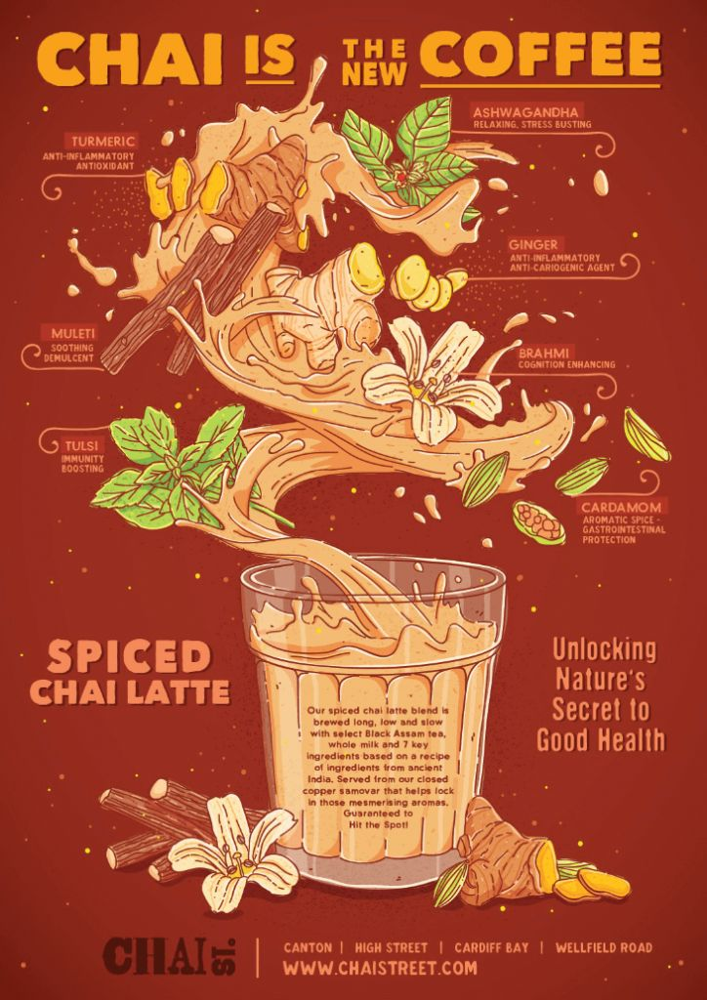 CHAI IS THE NEW COFFEE
TURMERIC
ANTI-INFLAMMATORY
ANTIOXIDANT
ASHWAGANDHA
RELAXING, STRESS BUSTING
GINGER
ANTI-INFLAMMATORY
ANTI-CARIOGENIC AGENT
MULETI
SOOTHING
DEMULCENT
BRAHMI
COGNITION ENHANCING
TULSI
IMMUNITY
BOOSTING
CARDAMOM
AROMATIC SPICE -
GASTROINTESTINAL
PROTECTION
SPICED
CHAI LATTE
Unlocking
Nature's
Secret to
Good Health
Our spiced chai latte blend is
brewed long, low and slow
with select Black Assam tea,
whole milk and 7 key
ingredients based on a recipe
of ingredients from ancient
India. Served from our closed
copper samovar that helps lock
in those mesmerising aromas.
Guaranteed to
Hit the Spot!
CHAI ST.
CANTON | HIGH STREET | CARDIFF BAY | WELLFIELD ROAD
WWW.CHAISTREET.COM